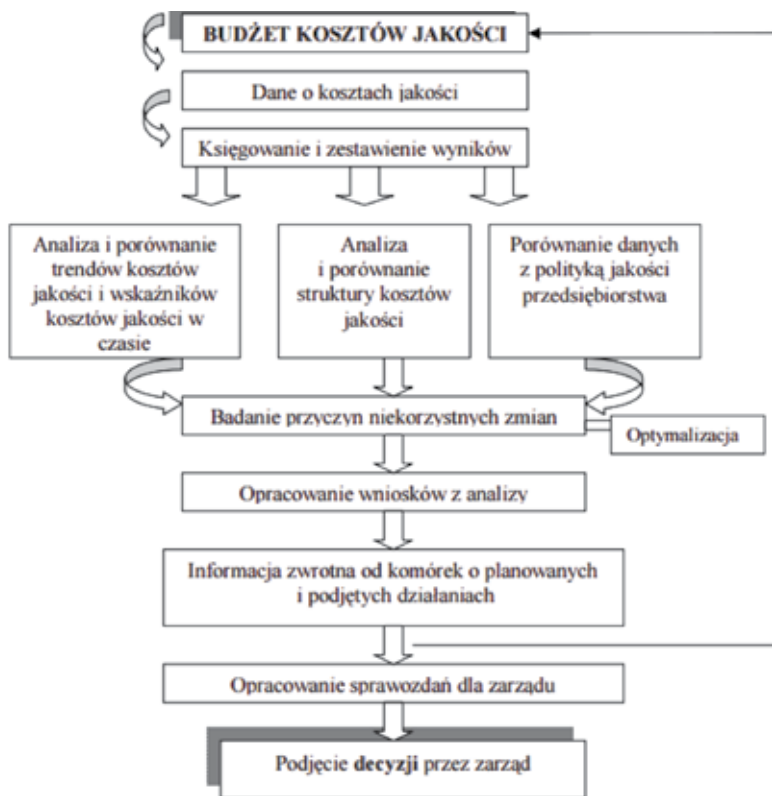 BUDŻET KOSZTÓW JAKOŚCI
Dane o kosztach jakości
Księgowanie i zestawienie wyników
Analiza i porównanie
trendów kosztów
jakości i wskaźników
kosztów jakości w
czasie
Analiza
i porównanie
struktury kosztów
jakości
Porównanie danych
z polityką jakości
przedsiębiorstwa
Badanie przyczyn niekorzystnych zmian
Optymalizacja
Opracowanie wniosków z analizy
Informacja zwrotna od komórek o planowanych
i podjętych działaniach
Opracowanie sprawozdań dla zarządu
Podjęcie decyzji przez zarząd